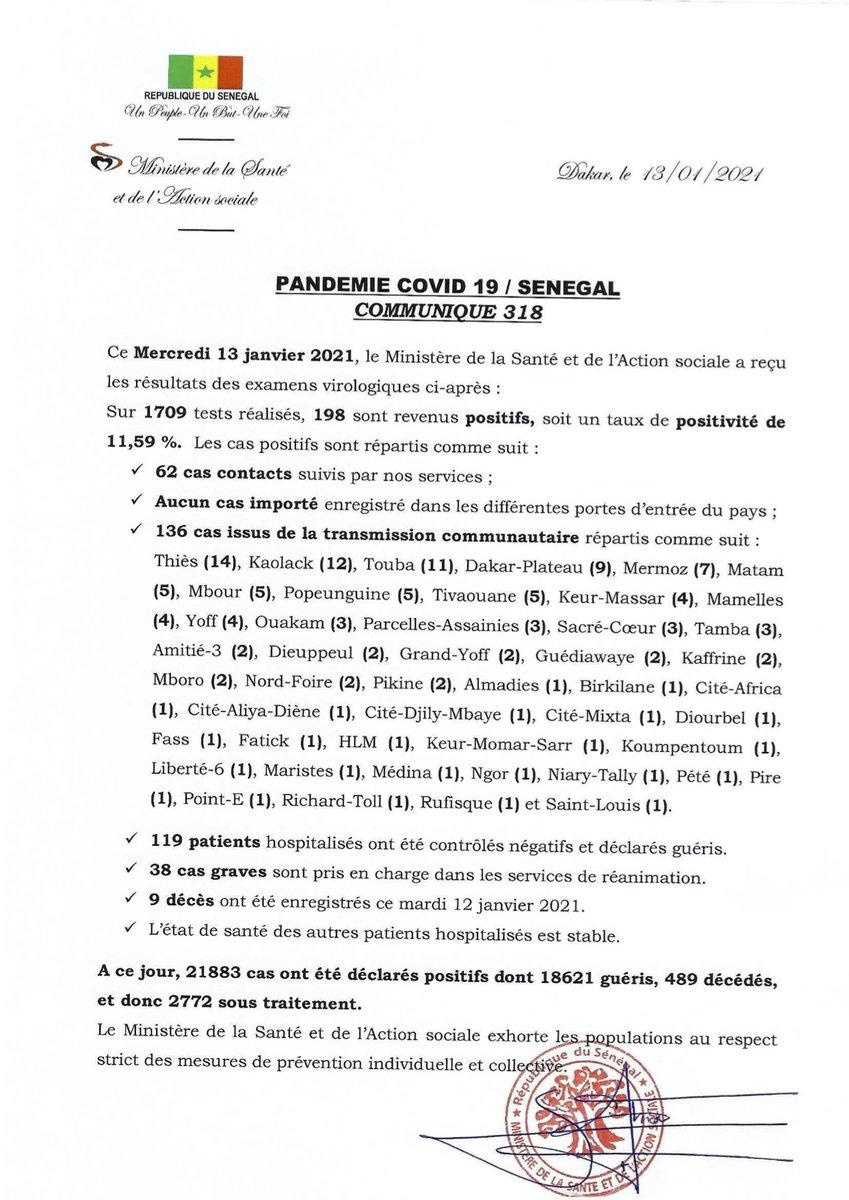 REPUBLIQUE DU SENEGAL
Un Peuple-Un But-Une Foi
Ministère de la Santé
et de l'Action sociale
Dakar, le 13/01/2021
PANDEMIE COVID 19 / SENEGAL
COMMUNIQUE 318
Ce Mercredi 13 janvier 2021, le Ministère de la Santé et de l'Action sociale a reçu
les résultats des examens virologiques ci-après :
Sur 1709 tests réalisés, 198 sont revenus positifs, soit un taux de positivité de
11,59 %. Les cas positifs sont répartis comme suit :
✓ 62 cas contacts suivis par nos services ;
✓ Aucun cas importé enregistré dans les différentes portes d'entrée du pays ;
✓ 136 cas issus de la transmission communautaire répartis comme suit :
Thiès (14), Kaolack (12), Touba (11), Dakar-Plateau (9), Mermoz (7), Matam
(5), Mbour (5), Popeunguine (5), Tivaouane (5), Keur-Massar (4), Mamelles
(4), Yoff (4), Ouakam (3), Parcelles-Assainies (3), Sacré-Cœur (3), Tamba (3),
Amitié-3 (2), Dieuppeul (2), Grand-Yoff (2), Guédiawaye (2), Kaffrine (2),
Mboro (2), Nord-Foire (2), Pikine (2), Almadies (1), Birkilane (1), Cité-Africa
(1), Cité-Aliya-Diène (1), Cité-Djily-Mbaye (1), Cité-Mixta (1), Diourbel (1),
Fass (1), Fatick (1), HLM (1), Keur-Momar-Sarr (1), Koumpentoum (1),
Liberté-6 (1), Maristes (1), Médina (1), Ngor (1), Niary-Tally (1), Pété (1), Pire
(1), Point-E (1), Richard-Toll (1), Rufisque (1) et Saint-Louis (1).
✓ 119 patients hospitalisés ont été contrôlés négatifs et déclarés guéris.
✓ 38 cas graves sont pris en charge dans les services de réanimation.
✓ 9 décès ont été enregistrés ce mardi 12 janvier 2021.
✓ L'état de santé des autres patients hospitalisés est stable.
A ce jour, 21883 cas ont été déclarés positifs dont 18621 guéris, 489 décédés,
et donc 2772 sous traitement.
Le Ministère de la Santé et de l'Action sociale exhorte les populations au respect
strict des mesures de prévention individuelle et collective.
République du Sénégal
MINISTÈRE DE LA SANTE ET DE L'ACTION SOCIALE